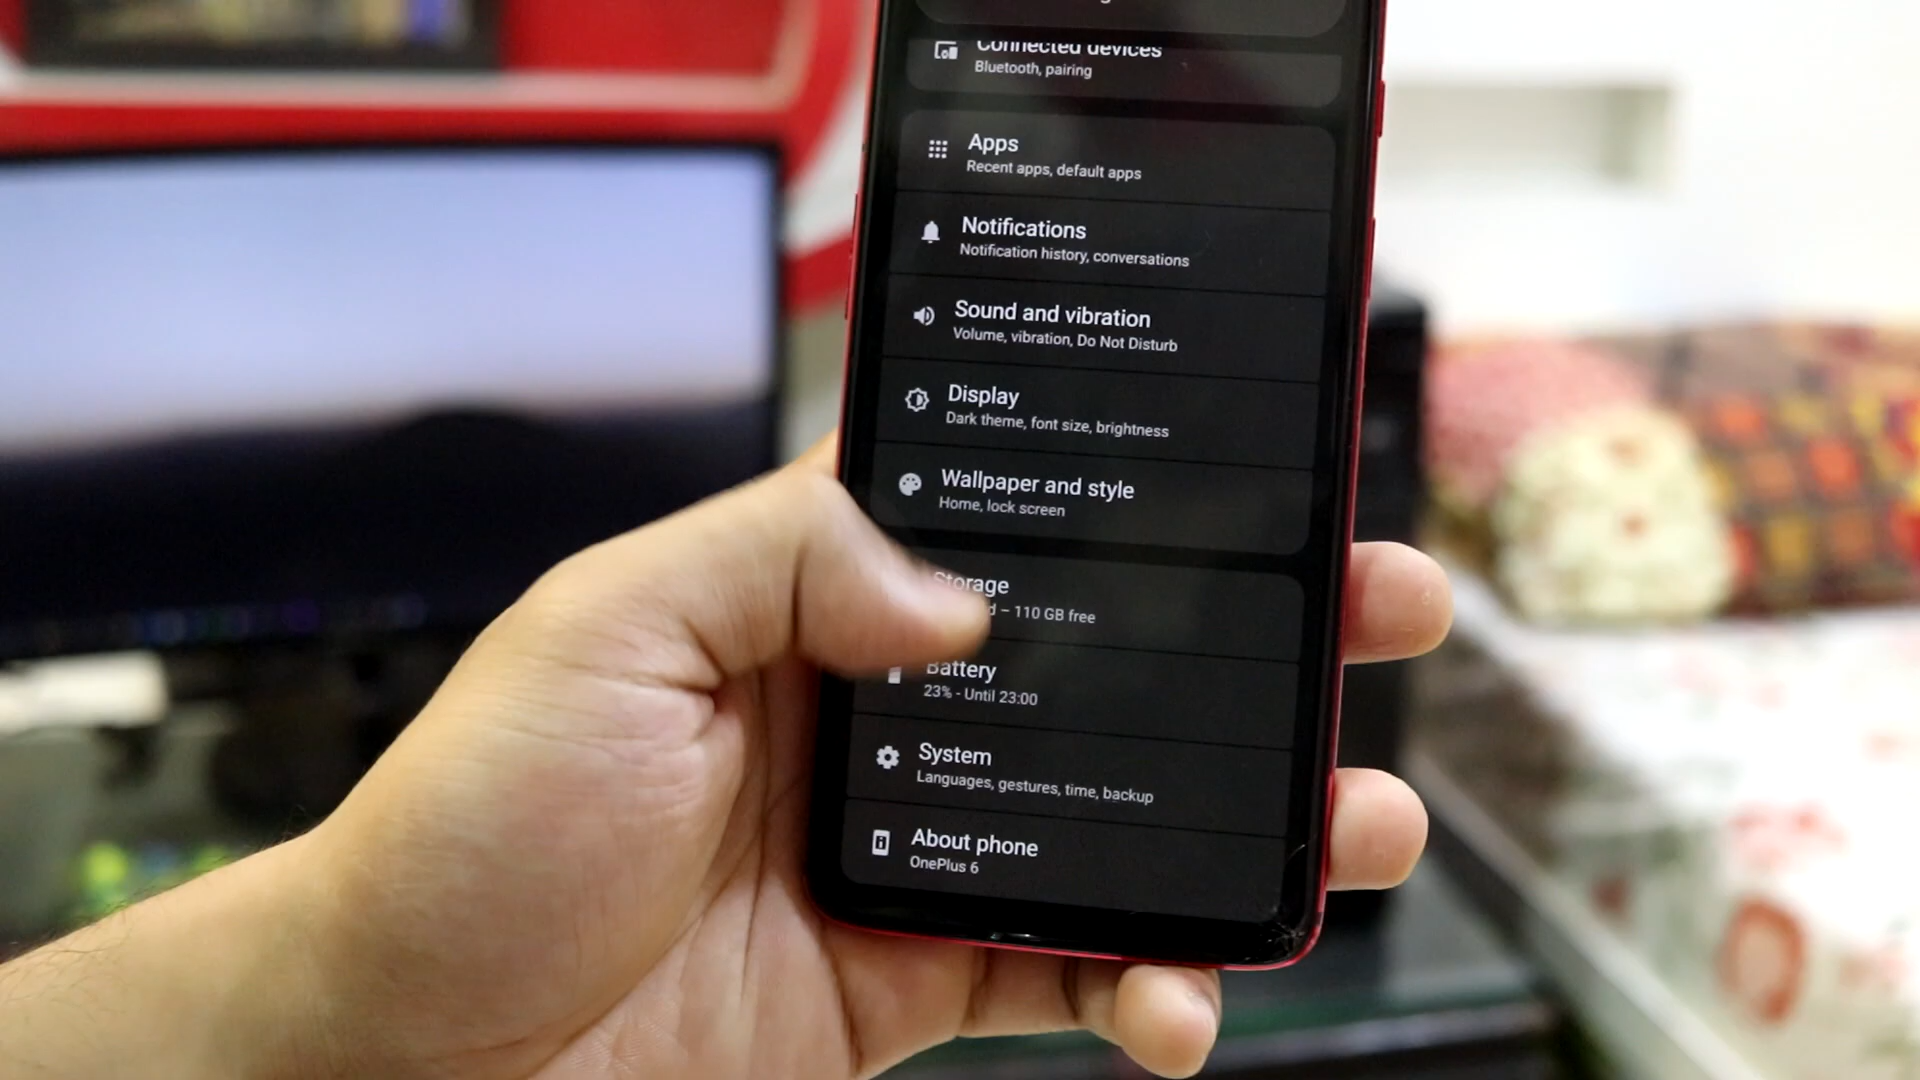 Connected devices
Bluetooth, pairing
Apps
Recent apps, default apps
Notifications
Notification history, conversations
Sound and vibration
Volume, vibration, Do Not Disturb
Display
Dark theme, font size, brightness
Wallpaper and style
Home, lock screen
Storage
– 110 GB free
Battery
23% - Until 23:00
System
Languages, gestures, time, backup
About phone
OnePlus 6